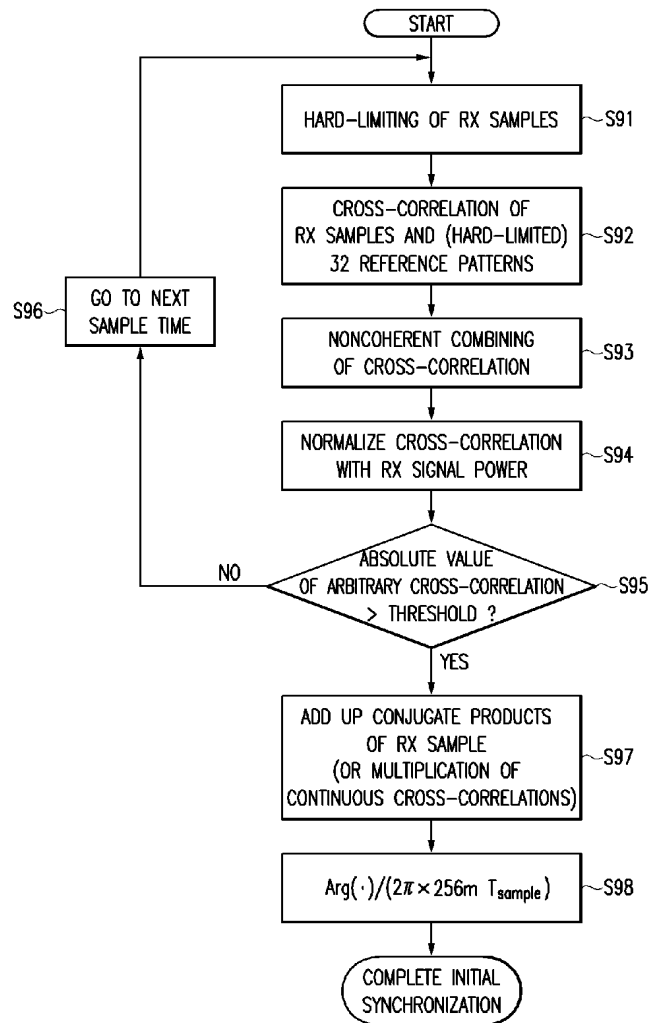 START
HARD-LIMITING OF RX SAMPLES
S91
CROSS-CORRELATION OF
RX SAMPLES AND (HARD-LIMITED)
32 REFERENCE PATTERNS
S92
S96
GO TO NEXT
SAMPLE TIME
NONCOHERENT COMBINING
OF CROSS-CORRELATION
S93
NORMALIZE CROSS-CORRELATION
WITH RX SIGNAL POWER
S94
ABSOLUTE VALUE
OF ARBITRARY CROSS-CORRELATION
> THRESHOLD ?
S95
NO
YES
ADD UP CONJUGATE PRODUCTS
OF RX SAMPLE
(OR MULTIPLICATION OF
CONTINUOUS CROSS-CORRELATIONS)
S97
Arg(·)/(2π×256m Tsample)
S98
COMPLETE INITIAL
SYNCHRONIZATION